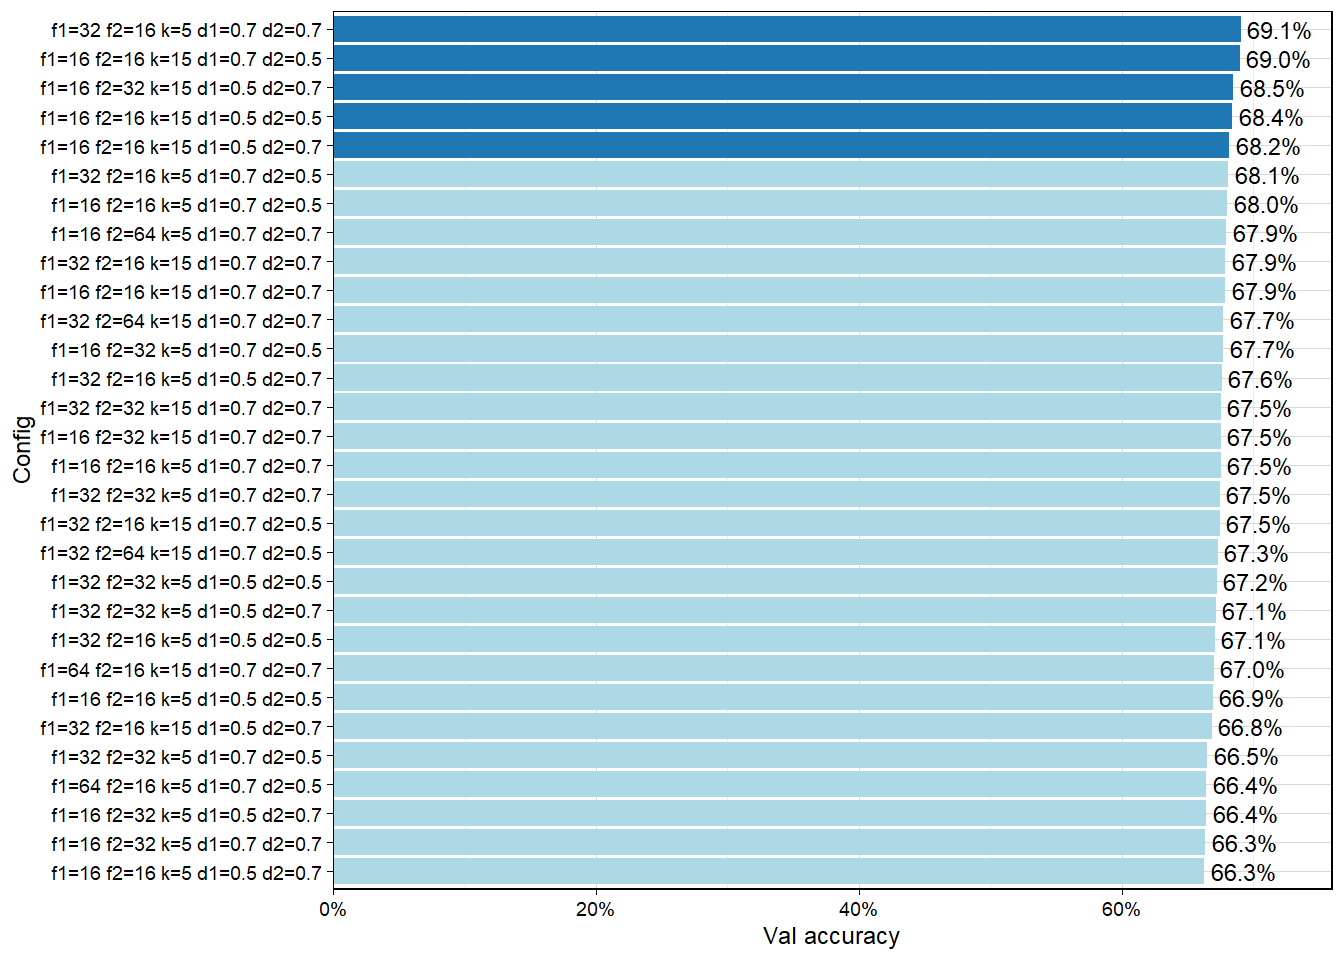 f1=32 f2=16 k=5 d1=0.7 d2=0.7 69.1%
f1=16 f2=16 k=15 d1=0.7 d2=0.5 69.0%
f1=16 f2=32 k=15 d1=0.5 d2=0.7 68.5%
f1=16 f2=16 k=15 d1=0.5 d2=0.5 68.4%
f1=16 f2=16 k=15 d1=0.5 d2=0.7 68.2%
f1=32 f2=16 k=5 d1=0.7 d2=0.5 68.1%
f1=16 f2=16 k=5 d1=0.7 d2=0.5 68.0%
f1=16 f2=64 k=5 d1=0.7 d2=0.7 67.9%
f1=32 f2=16 k=15 d1=0.7 d2=0.7 67.9%
f1=16 f2=16 k=15 d1=0.7 d2=0.7 67.9%
f1=32 f2=64 k=15 d1=0.7 d2=0.7 67.7%
f1=16 f2=32 k=5 d1=0.7 d2=0.5 67.7%
f1=32 f2=16 k=5 d1=0.5 d2=0.7 67.6%
f1=32 f2=32 k=15 d1=0.7 d2=0.7 67.5%
f1=16 f2=32 k=15 d1=0.7 d2=0.7 67.5%
f1=16 f2=16 k=5 d1=0.7 d2=0.7 67.5%
f1=32 f2=32 k=5 d1=0.7 d2=0.7 67.5%
f1=32 f2=16 k=15 d1=0.7 d2=0.5 67.5%
f1=32 f2=64 k=15 d1=0.7 d2=0.5 67.3%
f1=32 f2=32 k=5 d1=0.5 d2=0.5 67.2%
f1=32 f2=32 k=5 d1=0.5 d2=0.7 67.1%
f1=32 f2=16 k=5 d1=0.5 d2=0.5 67.1%
f1=64 f2=16 k=15 d1=0.7 d2=0.7 67.0%
f1=16 f2=16 k=5 d1=0.5 d2=0.5 66.9%
f1=32 f2=16 k=15 d1=0.5 d2=0.7 66.8%
f1=32 f2=32 k=5 d1=0.7 d2=0.5 66.5%
f1=64 f2=16 k=5 d1=0.7 d2=0.5 66.4%
f1=16 f2=32 k=5 d1=0.5 d2=0.7 66.4%
f1=16 f2=32 k=5 d1=0.7 d2=0.7 66.3%
f1=16 f2=16 k=5 d1=0.5 d2=0.7 66.3%
Config
0% 20% 40% 60%
Val accuracy